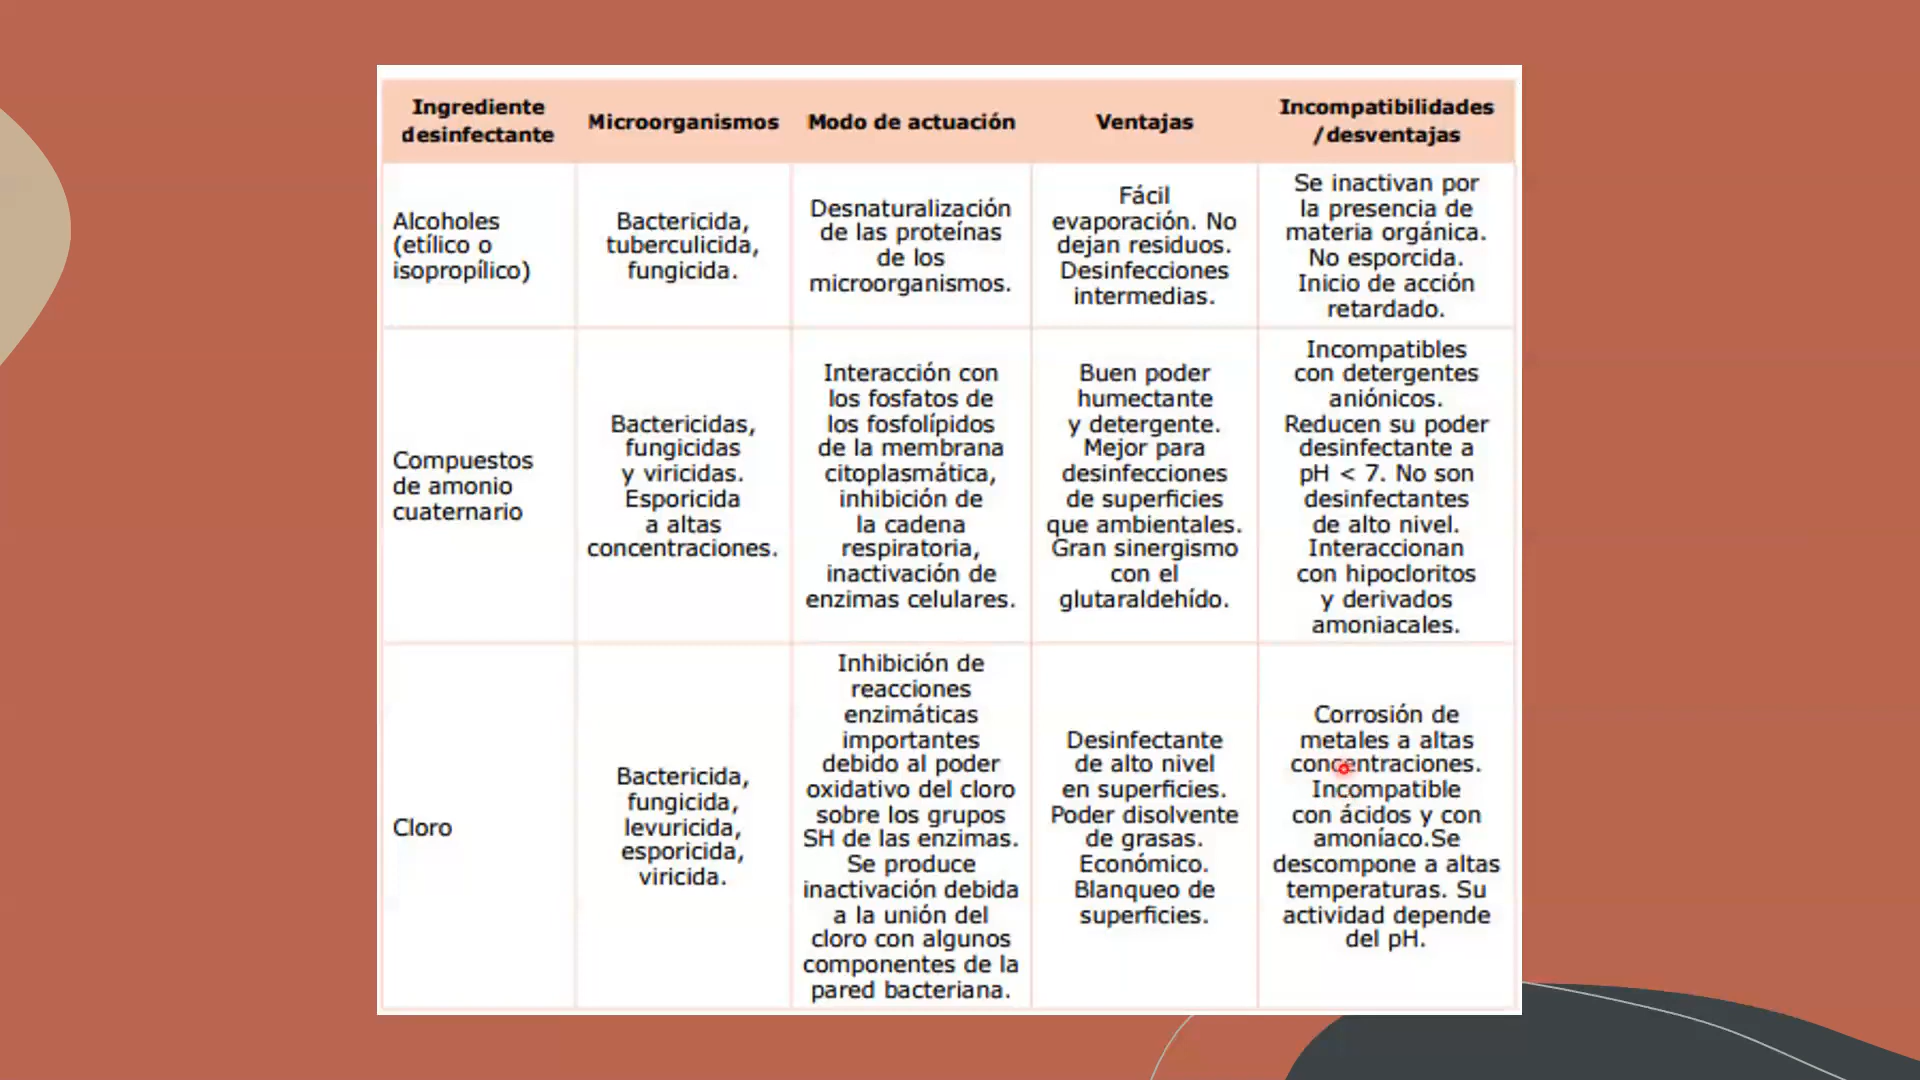 Ingrediente
desinfectante
Microorganismos
Modo de actuación
Ventajas
Incompatibilidades
/desventajas
Alcoholes
(etílico o
isopropílico)
Bactericida,
tuberculicida,
fungicida.
Desnaturalización
de las proteínas
de los
microorganismos.
Fácil
evaporación. No
dejan residuos.
Desinfecciones
intermedias.
Se inactivan por
la presencia de
materia orgánica.
No esporcida.
Inicio de acción
retardado.
Compuestos
de amonio
cuaternario
Bactericidas,
fungicidas
y viricidas.
Esporicida
a altas
concentraciones.
Interacción con
los fosfatos de
los fosfolípidos
de la membrana
citoplasmática,
inhibición de
la cadena
respiratoria,
inactivación de
enzimas celulares.
Buen poder
humectante
y detergente.
Mejor para
desinfecciones
de superficies
que ambientales.
Gran sinergismo
con el
glutaraldehído.
Incompatibles
con detergentes
aniónicos.
Reducen su poder
desinfectante a
pH < 7. No son
desinfectantes
de alto nivel.
Interaccionan
con hipocloritos
y derivados
amoniacales.
Cloro
Bactericida,
fungicida,
levuricida,
esporicida,
viricida.
Inhibición de
reacciones
enzimáticas
importantes
debido al poder
oxidativo del cloro
sobre los grupos
SH de las enzimas.
Se produce
inactivación debida
a la unión del
cloro con algunos
componentes de la
pared bacteriana.
Desinfectante
de alto nivel
en superficies.
Poder disolvente
de grasas.
Económico.
Blanqueo de
superficies.
Corrosión de
metales a altas
concentraciones.
Incompatible
con ácidos y con
amoníaco.Se
descompone a altas
temperaturas. Su
actividad depende
del pH.